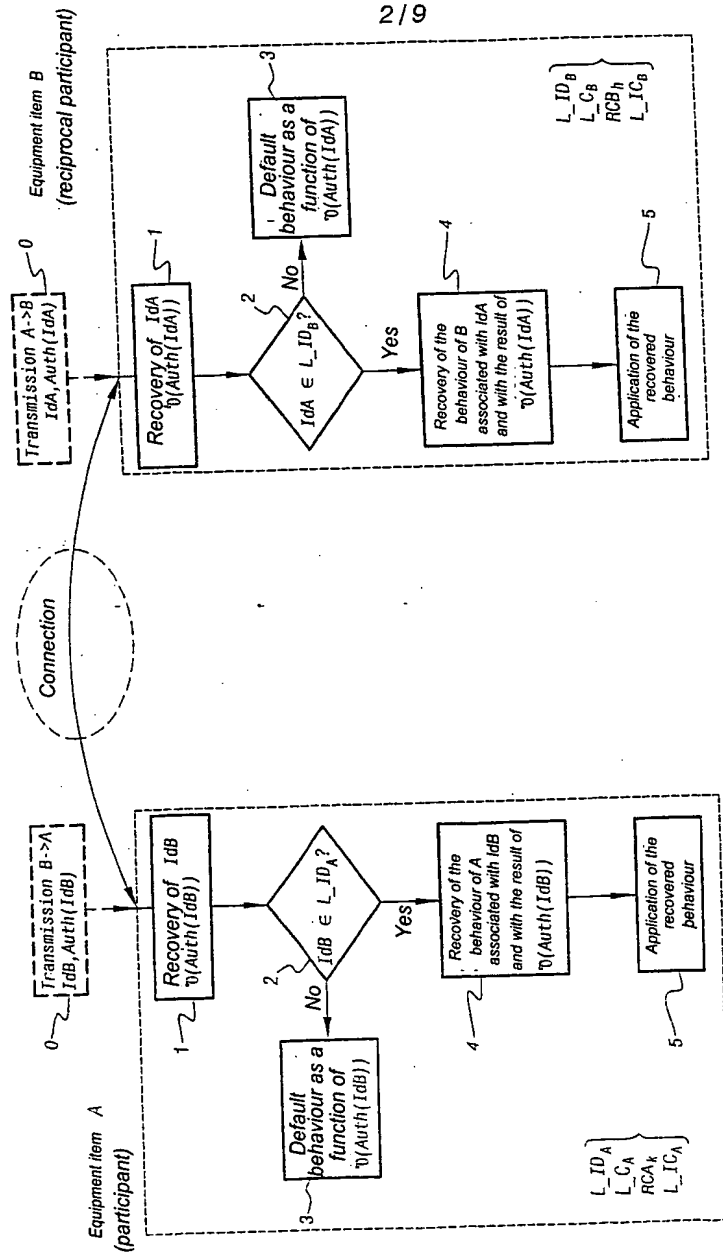 2/9
Equipment item A
(participant)
0
Transmission B->A
IdB,Auth(IdB)
Connection
1
Recovery of IdB
υ(Auth(IdB))
2
IdB ∈ L_ID_A?
No
3
Default
behaviour as a
function of
υ(Auth(IdB))
Yes
4
Recovery of the
behaviour of A
associated with IdB
and with the result of
υ(Auth(IdB))
5
Application of the
recovered
behaviour
L_ID_A
L_C_A
RCA_k
L_IC_A
Equipment item B
(reciprocal participant)
0
Transmission A->B
IdA,Auth(IdA)
1
Recovery of IdA
υ(Auth(IdA))
2
IdA ∈ L_ID_B?
No
3
Default
behaviour as a
function of
υ(Auth(IdA))
Yes
4
Recovery of the
behaviour of B
associated with IdA
and with the result of
υ(Auth(IdA))
5
Application of the
recovered
behaviour
L_ID_B
L_C_B
RCB_h
L_IC_B